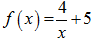 f(x) = 4/x + 5